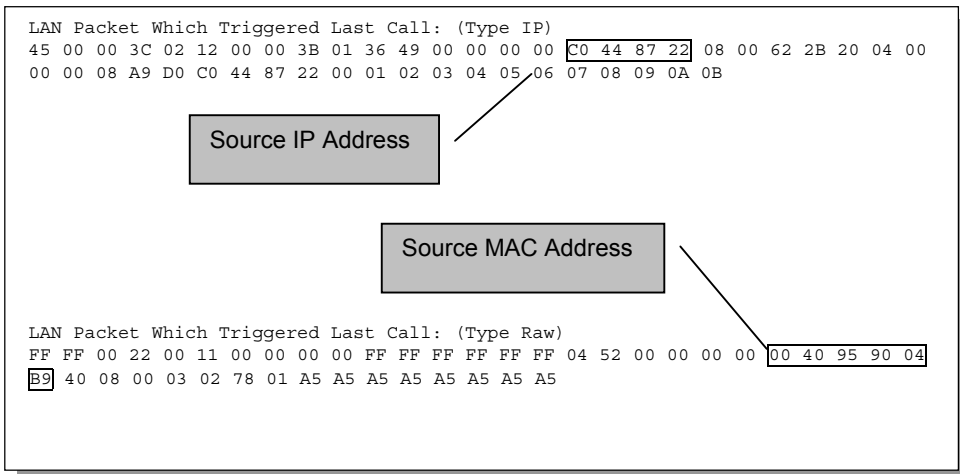 LAN Packet Which Triggered Last Call: (Type IP)
45 00 00 3C 02 12 00 00 3B 01 36 49 00 00 00 00 C0 44 87 22 08 00 62 2B 20 04 00
00 00 08 A9 D0 C0 44 87 22 00 01 02 03 04 05 06 07 08 09 0A 0B
Source IP Address
Source MAC Address
LAN Packet Which Triggered Last Call: (Type Raw)
FF FF 00 22 00 11 00 00 00 00 FF FF FF FF FF FF 04 52 00 00 00 00 00 40 95 90 04
B9 40 08 00 03 02 78 01 A5 A5 A5 A5 A5 A5 A5 A5